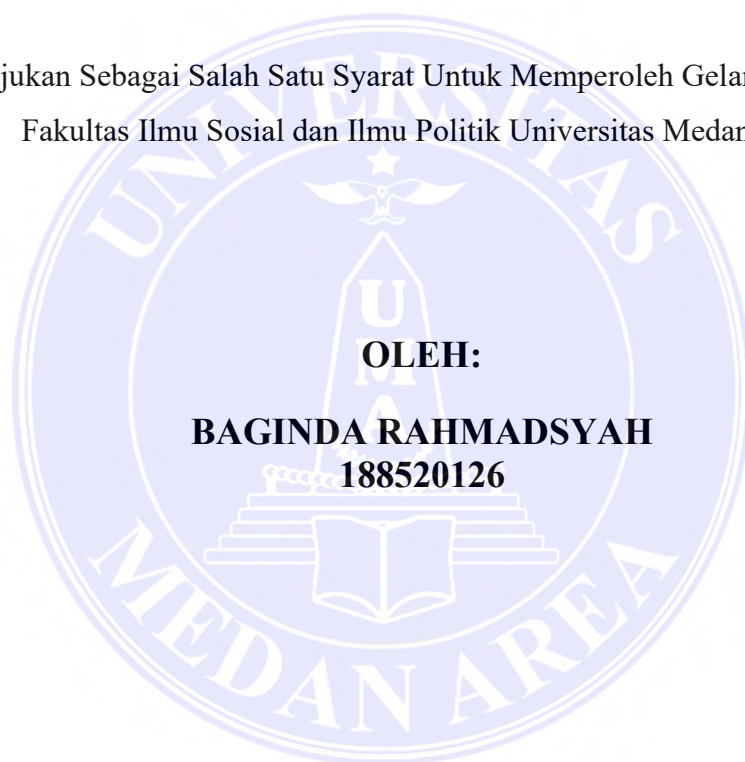 jukan Sebagai Salah Satu Syarat Untuk Memperoleh Gelar
Fakultas Ilmu Sosial dan Ilmu Politik Universitas Medan
UNIVERSITAS
U
M
A
OLEH:
BAGINDA RAHMADSYAH
188520126
MEDAN AREA